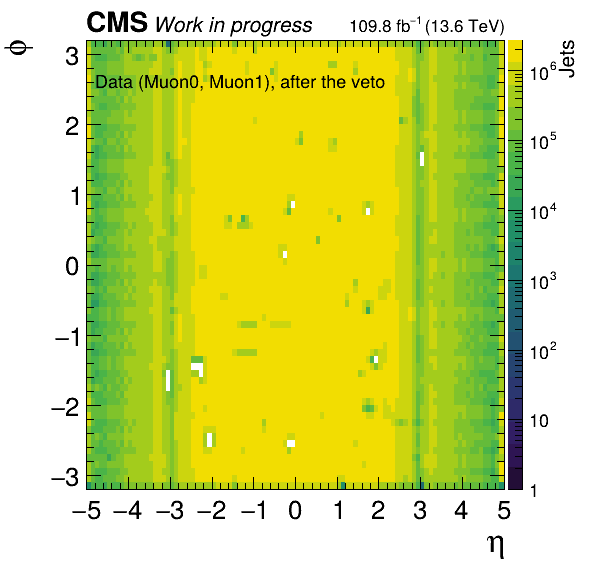 CMS Work in progress 109.8 fb⁻¹ (13.6 TeV)
ϕ
Jets
Data (Muon0, Muon1), after the veto
3
2
1
0
−1
−2
−3
−5 −4 −3 −2 −1 0 1 2 3 4 5
η
10⁶
10⁵
10⁴
10³
10²
10
1